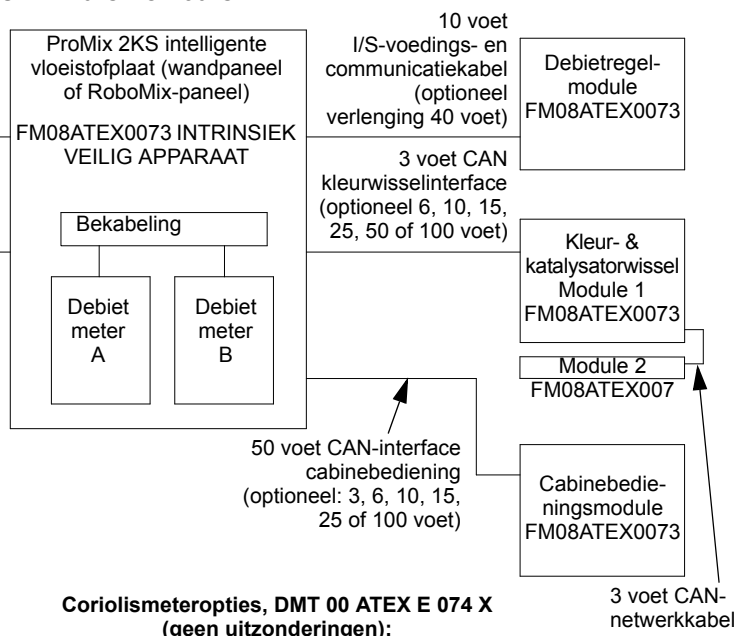 ProMix 2KS intelligente
vloeistofplaat (wandpaneel
of RoboMix-paneel)
FM08ATEX0073 INTRINSIEK
VEILIG APPARAAT
Bekabeling
Debiet
meter
A
Debiet
meter
B
10 voet
I/S-voedings- en
communicatiekabel
(optioneel
verlenging 40 voet)
3 voet CAN
kleurwisselinterface
(optioneel 6, 10, 15,
25, 50 of 100 voet)
Debietregel-
module
FM08ATEX0073
Kleur- &
katalysatorwissel
Module 1
FM08ATEX0073
Module 2
FM08ATEX007
50 voet CAN-interface
cabinebediening
(optioneel: 3, 6, 10, 15,
25 of 100 voet)
Cabinebedie-
ningsmodule
FM08ATEX0073
3 voet CAN-
netwerkkabel
Coriolismeteropties, DMT 00 ATEX E 074 X
(geen uitzonderingen):